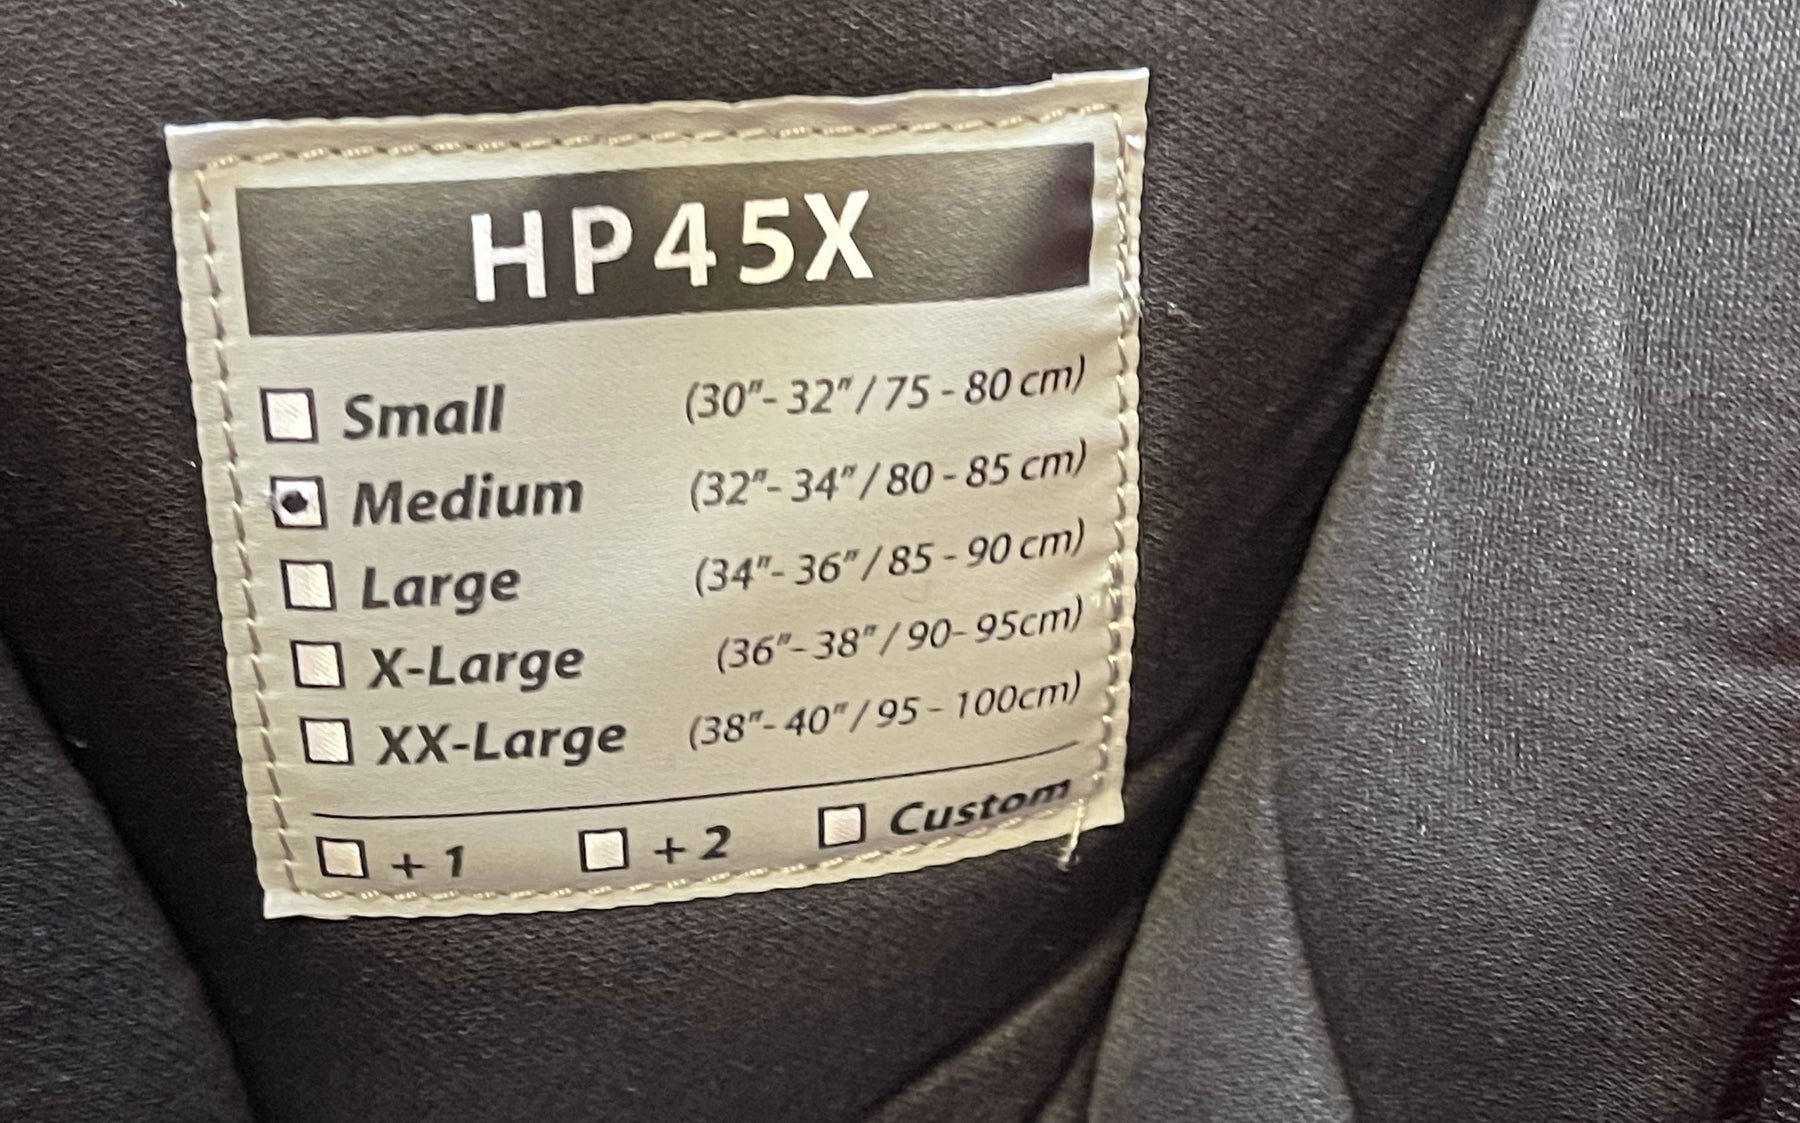 HP45X
Small (30"- 32" / 75 - 80 cm)
Medium (32"- 34" / 80 - 85 cm)
Large (34"- 36" / 85 - 90 cm)
X-Large (36"- 38" / 90- 95cm)
XX-Large (38"- 40" / 95 - 100cm)
+ 1 + 2 Custom